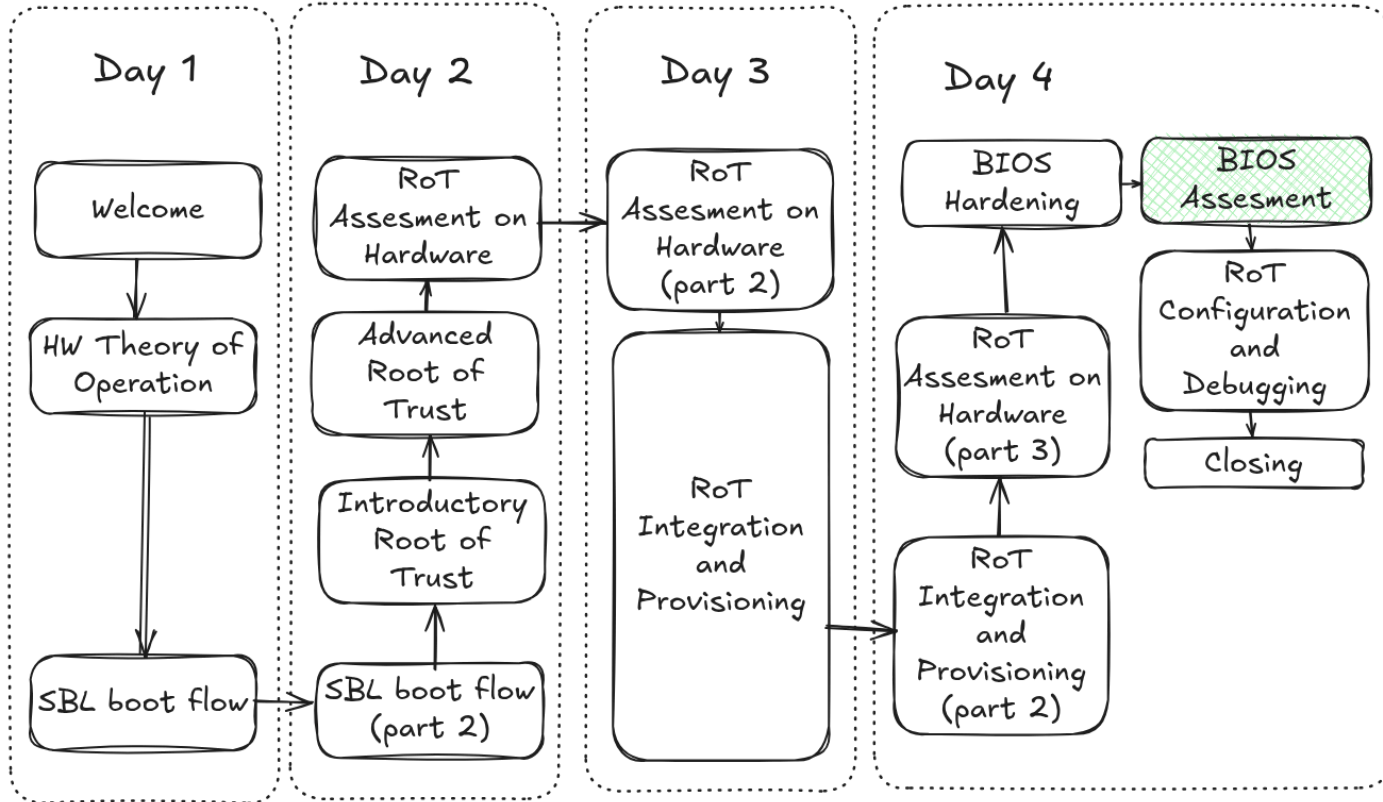 Day 1
Welcome
HW Theory of
Operation
SBL boot flow
Day 2
RoT
Assesment on
Hardware
Advanced
Root of
Trust
Introductory
Root of
Trust
SBL boot flow
(part 2)
Day 3
RoT
Assesment on
Hardware
(part 2)
RoT
Integration
and
Provisioning
Day 4
BIOS
Hardening
RoT
Assesment on
Hardware
(part 3)
RoT
Integration
and
Provisioning
(part 2)
BIOS
Assesment
RoT
Configuration
and
Debugging
Closing